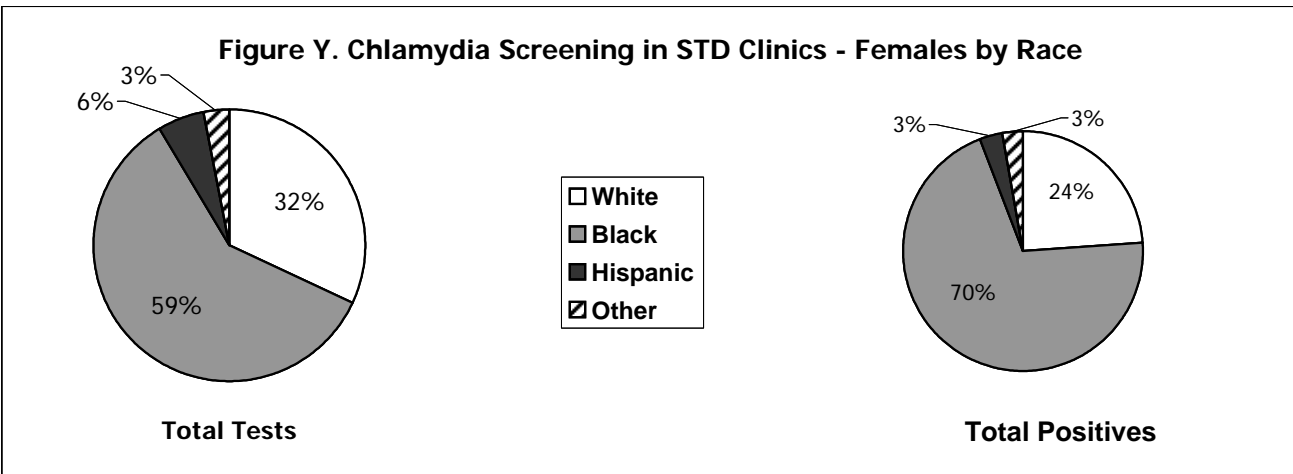 Figure Y. Chlamydia Screening in STD Clinics - Females by Race
3%
6%
32%
59%
Total Tests
White
Black
Hispanic
Other
3%
3%
24%
70%
Total Positives